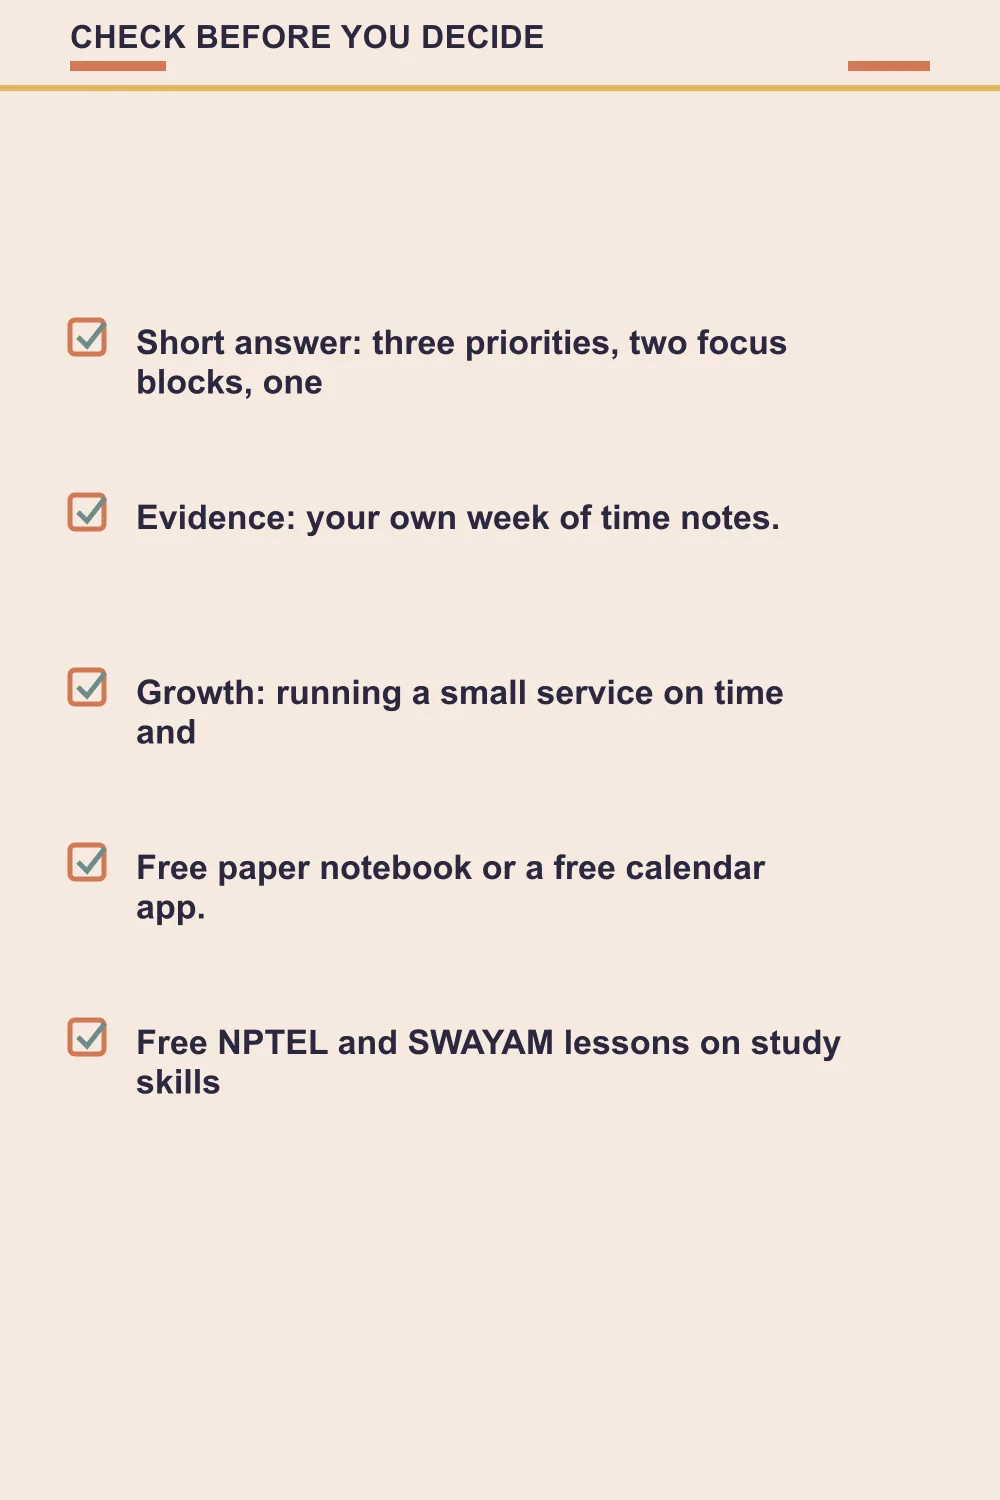 CHECK BEFORE YOU DECIDE
Short answer: three priorities, two focus
blocks, one
Evidence: your own week of time notes.
Growth: running a small service on time
and
Free paper notebook or a free calendar
app.
Free NPTEL and SWAYAM lessons on study
skills